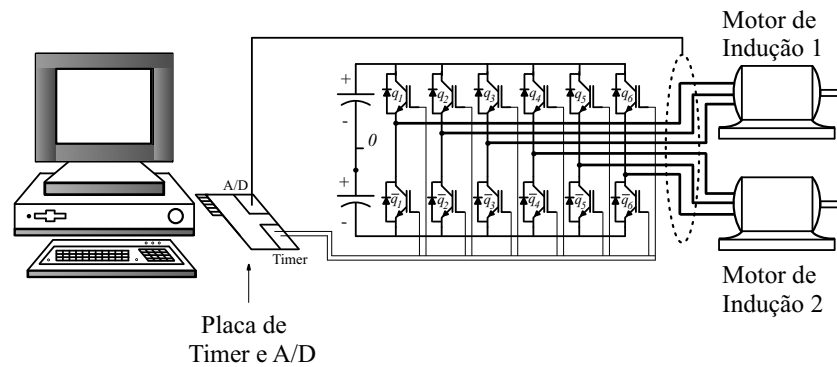 Motor de
Indução 1
+
-
0
+
-
q1
q2
q3
q4
q5
q6
q̅1
q̅2
q̅3
q̅4
q̅5
q̅6
A/D
Timer
Placa de
Timer e A/D
Motor de
Indução 2